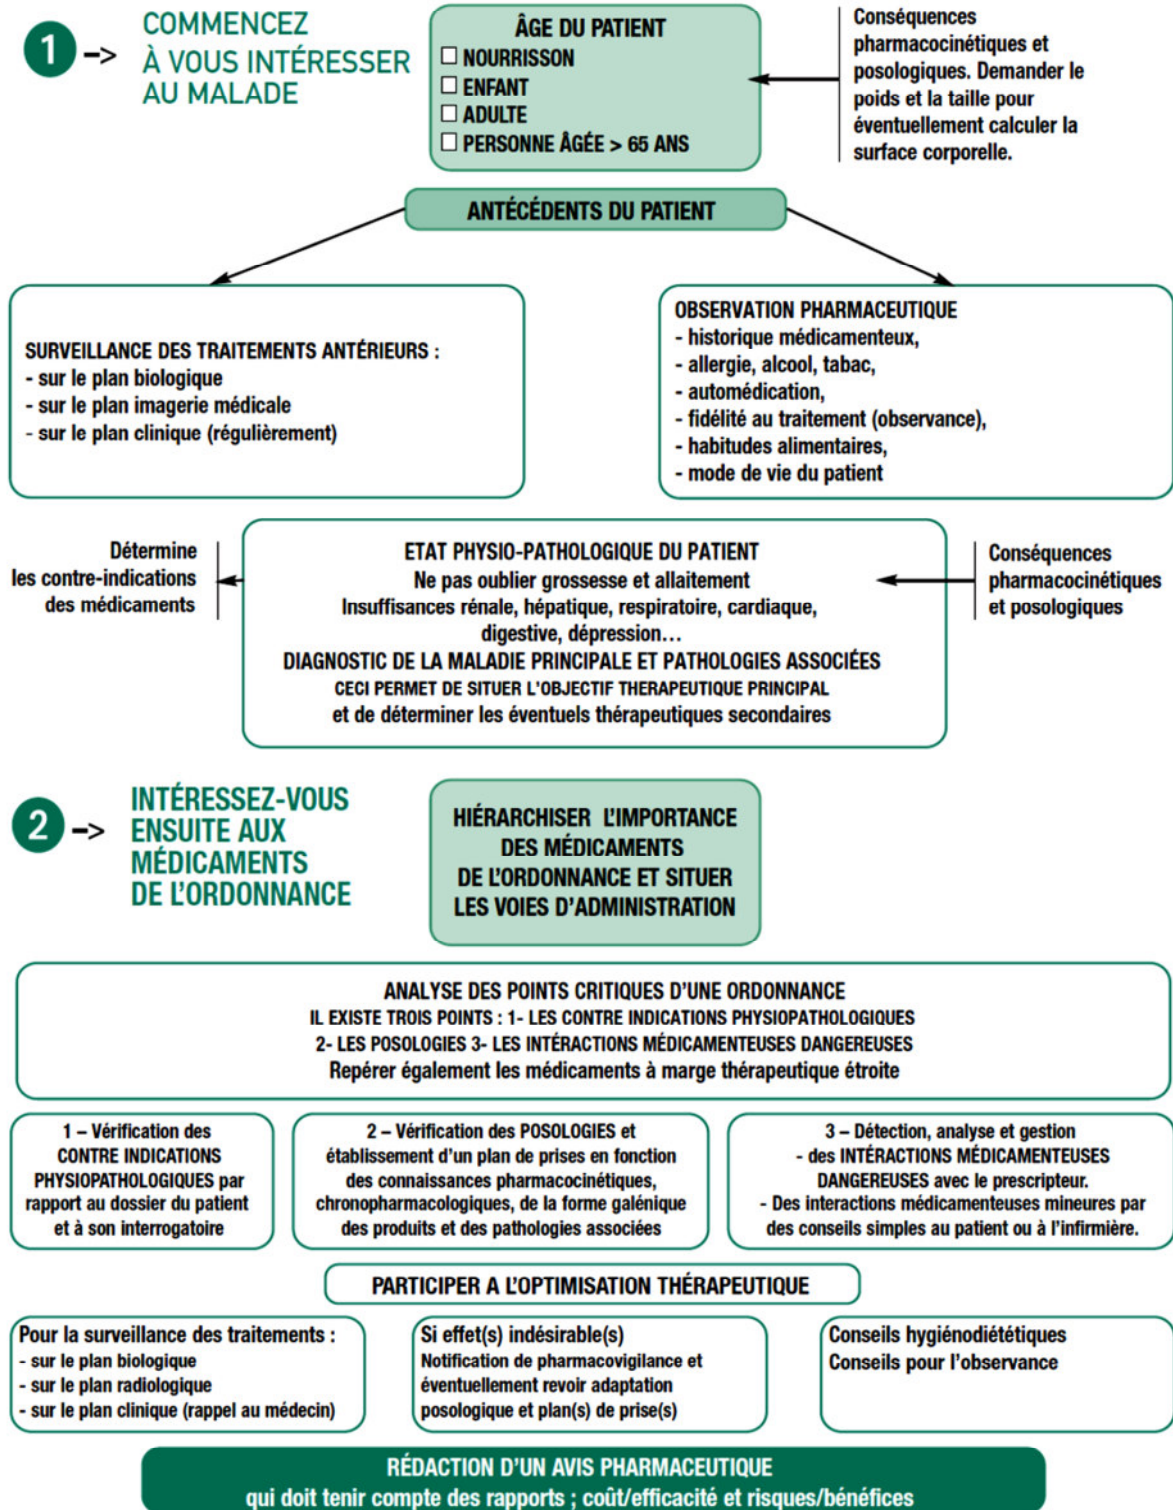 1 -> COMMENCEZ
À VOUS INTÉRESSER
AU MALADE
ÂGE DU PATIENT
NOURRISSON
ENFANT
ADULTE
PERSONNE ÂGÉE > 65 ANS
Conséquences
pharmacocinétiques et
posologiques. Demander le
poids et la taille pour
éventuellement calculer la
surface corporelle.
ANTÉCÉDENTS DU PATIENT
SURVEILLANCE DES TRAITEMENTS ANTÉRIEURS :
- sur le plan biologique
- sur le plan imagerie médicale
- sur le plan clinique (régulièrement)
OBSERVATION PHARMACEUTIQUE
- historique médicamenteux,
- allergie, alcool, tabac,
- automédication,
- fidélité au traitement (observance),
- habitudes alimentaires,
- mode de vie du patient
Détermine
les contre-indications
des médicaments
ETAT PHYSIO-PATHOLOGIQUE DU PATIENT
Ne pas oublier grossesse et allaitement
Insuffisances rénale, hépatique, respiratoire, cardiaque,
digestive, dépression…
DIAGNOSTIC DE LA MALADIE PRINCIPALE ET PATHOLOGIES ASSOCIÉES
CECI PERMET DE SITUER L'OBJECTIF THERAPEUTIQUE PRINCIPAL
et de déterminer les éventuels thérapeutiques secondaires
Conséquences
pharmacocinétiques
et posologiques
2 -> INTÉRESSEZ-VOUS
ENSUITE AUX
MÉDICAMENTS
DE L'ORDONNANCE
HIÉRARCHISER L'IMPORTANCE
DES MÉDICAMENTS
DE L'ORDONNANCE ET SITUER
LES VOIES D'ADMINISTRATION
ANALYSE DES POINTS CRITIQUES D'UNE ORDONNANCE
IL EXISTE TROIS POINTS : 1- LES CONTRE INDICATIONS PHYSIOPATHOLOGIQUES
2- LES POSOLOGIES 3- LES INTÉRACTIONS MÉDICAMENTEUSES DANGEREUSES
Repérer également les médicaments à marge thérapeutique étroite
1 – Vérification des
CONTRE INDICATIONS
PHYSIOPATHOLOGIQUES par
rapport au dossier du patient
et à son interrogatoire
2 – Vérification des POSOLOGIES et
établissement d'un plan de prises en fonction
des connaissances pharmacocinétiques,
chronopharmacologiques, de la forme galénique
des produits et des pathologies associées
3 – Détection, analyse et gestion
- des INTÉRACTIONS MÉDICAMENTEUSES
DANGEREUSES avec le prescripteur.
- Des interactions médicamenteuses mineures par
des conseils simples au patient ou à l'infirmière.
PARTICIPER A L'OPTIMISATION THÉRAPEUTIQUE
Pour la surveillance des traitements :
- sur le plan biologique
- sur le plan radiologique
- sur le plan clinique (rappel au médecin)
Si effet(s) indésirable(s)
Notification de pharmacovigilance et
éventuellement revoir adaptation
posologique et plan(s) de prise(s)
Conseils hygiénodiététiques
Conseils pour l'observance
RÉDACTION D'UN AVIS PHARMACEUTIQUE
qui doit tenir compte des rapports ; coût/efficacité et risques/bénéfices